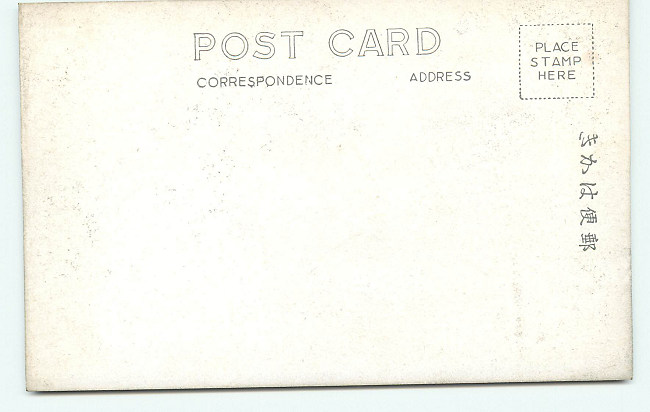 POST CARD
CORRESPONDENCE ADDRESS
PLACE
STAMP
HERE
郵便はかき